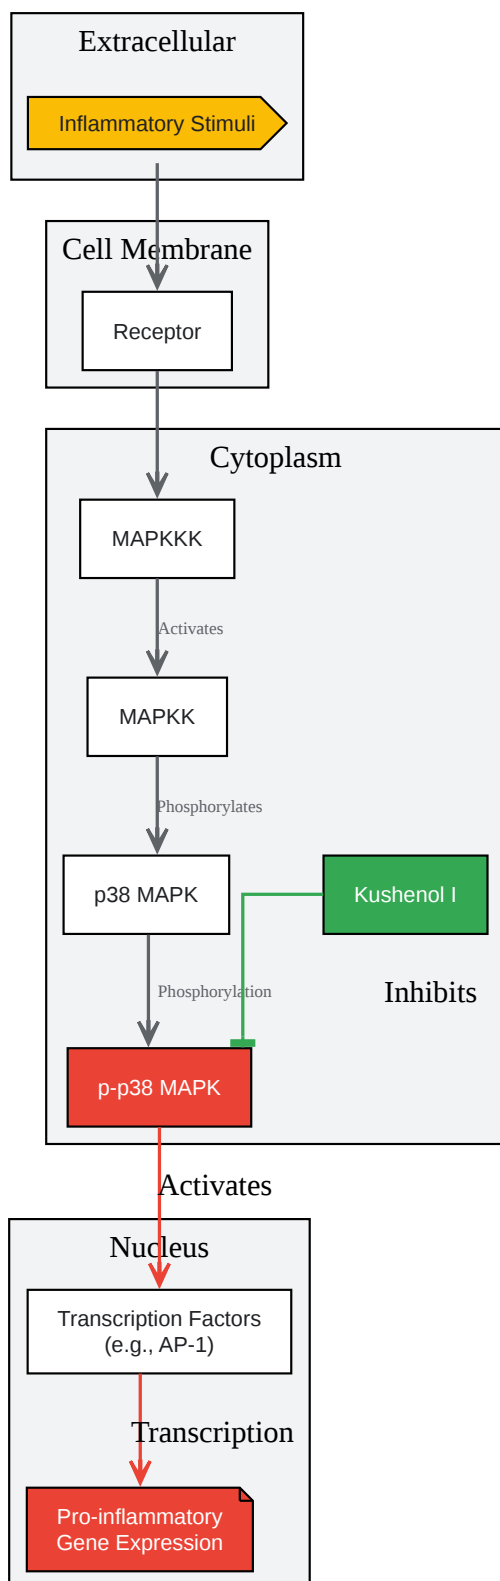 Extracellular
Inflammatory Stimuli
Cell Membrane
Receptor
Cytoplasm
MAPKKK
Activates
MAPKK
Phosphorylates
p38 MAPK
Kushenol I
Phosphorylation
Inhibits
p-p38 MAPK
Activates
Nucleus
Transcription Factors
(e.g., AP-1)
Transcription
Pro-inflammatory
Gene Expression